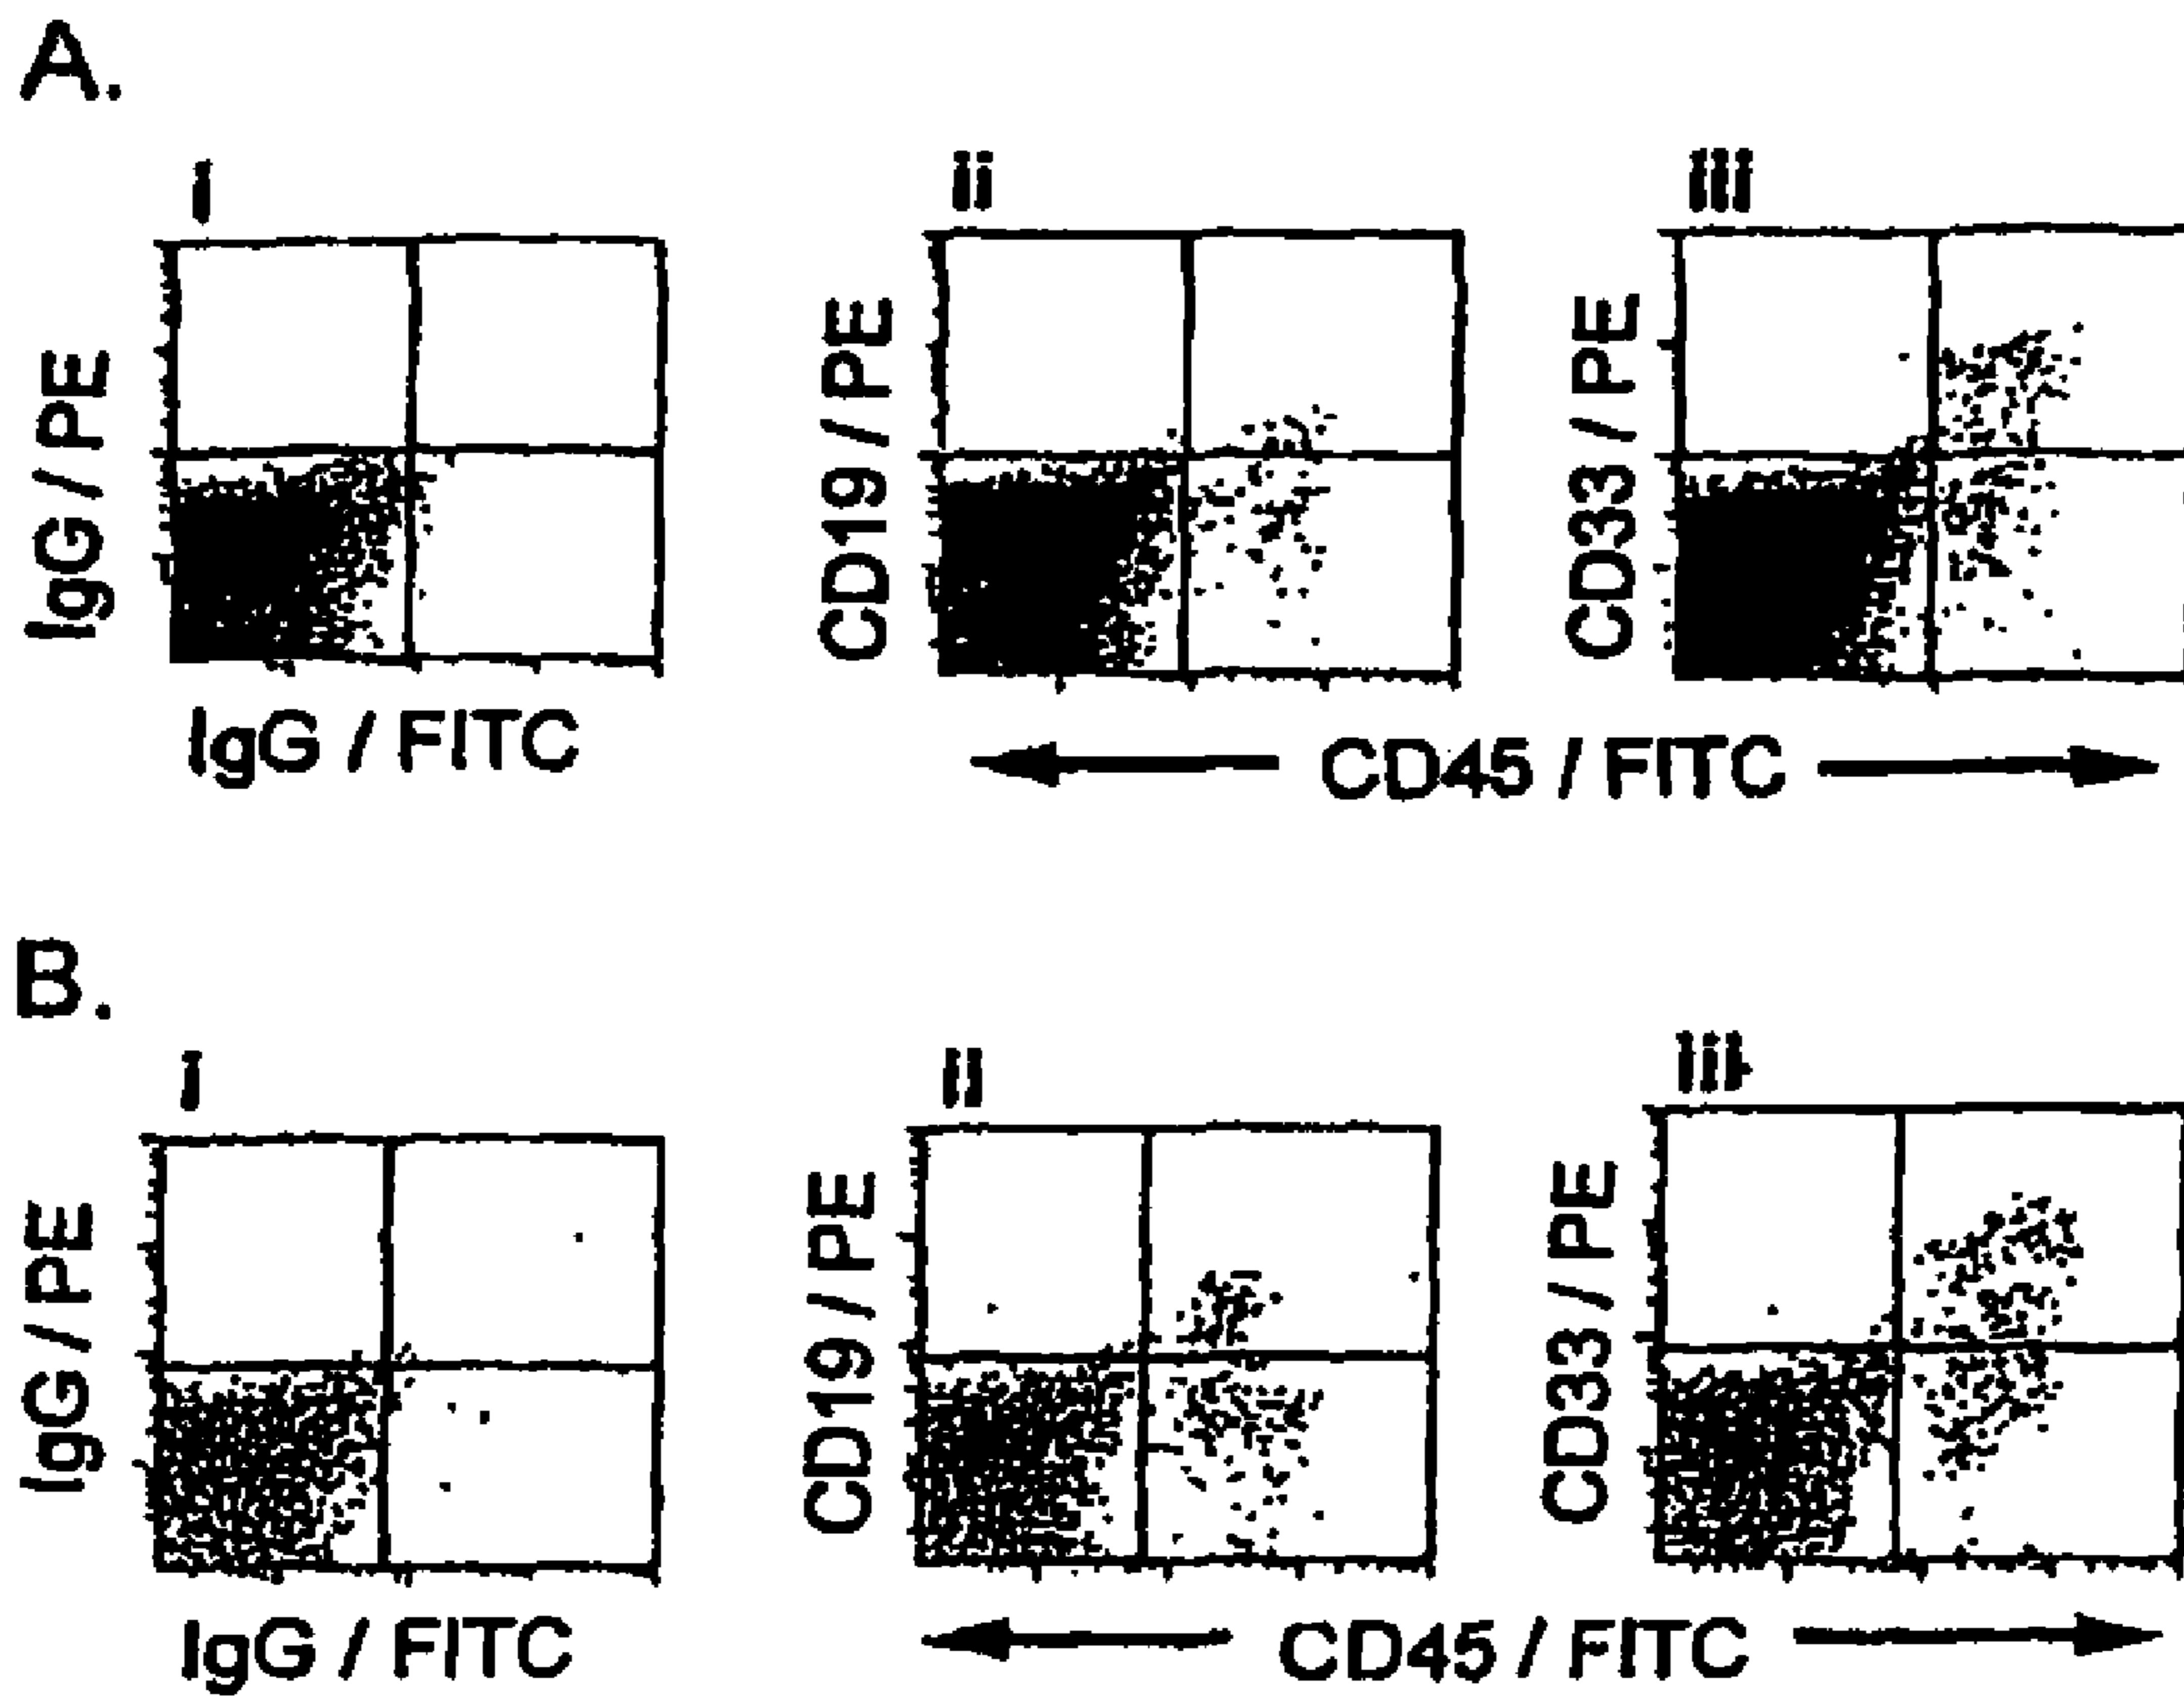 A.
i
ii
iii
IgG / PE
CD19 / PE
CD33 / PE
IgG / FITC
CD45 / FITC
B.
i
ii
iii
IgG / PE
CD19 / PE
CD33 / PE
IgG / FITC
CD45 / FITC